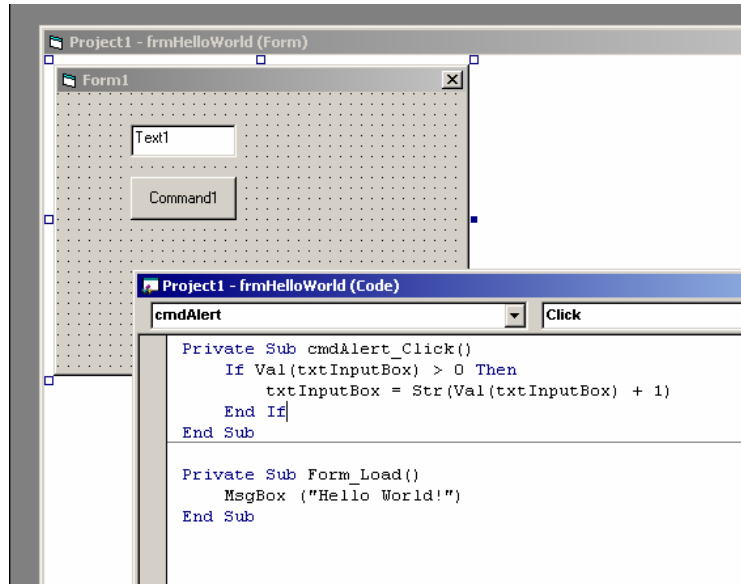 Project1 - frmHelloWorld (Form)
Form1
Text1
Command1
Project1 - frmHelloWorld (Code)
cmdAlert Click
Private Sub cmdAlert_Click()
If Val(txtInputBox) > 0 Then
txtInputBox = Str(Val(txtInputBox) + 1)
End If
End Sub
Private Sub Form_Load()
MsgBox ("Hello World!")
End Sub